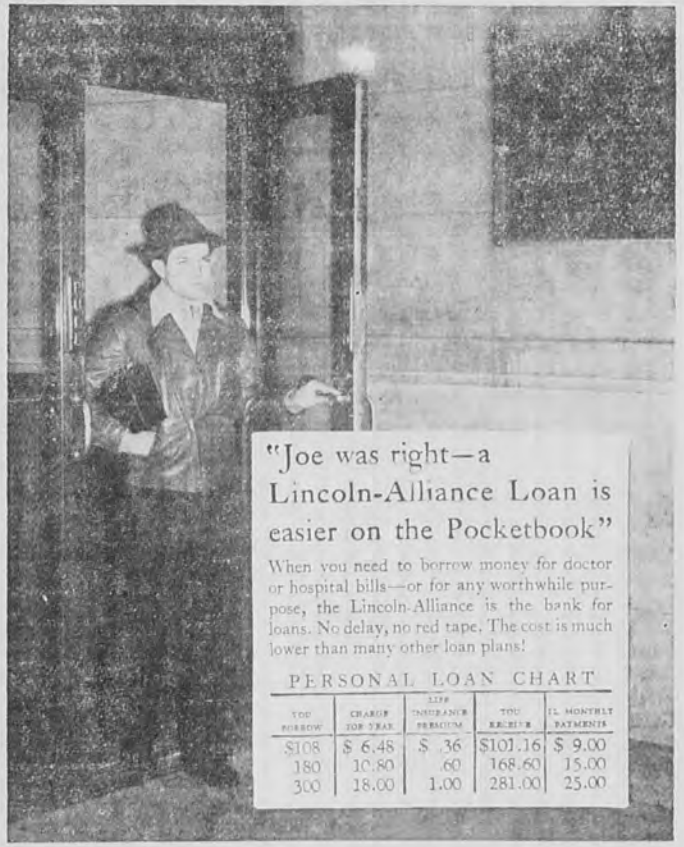 "Joe was right—a
Lincoln-Alliance Loan is
easier on the Pocketbook"
When you need to borrow money for doctor
or hospital bills—or for any worthwhile pur-
pose, the Lincoln-Alliance is the bank for
loans. No delay, no red tape. The cost is much
lower than many other loan plans!
PERSONAL LOAN CHART
YOU BORROW | CHARGE FOR YEAR | LIFE INSURANCE PREMIUM | YOU RECEIVE | 12 MONTHLY PAYMENTS
$108 | $ 6.48 | $ .36 | $101.16 | $ 9.00
180 | 10.80 | .60 | 168.60 | 15.00
300 | 18.00 | 1.00 | 281.00 | 25.00